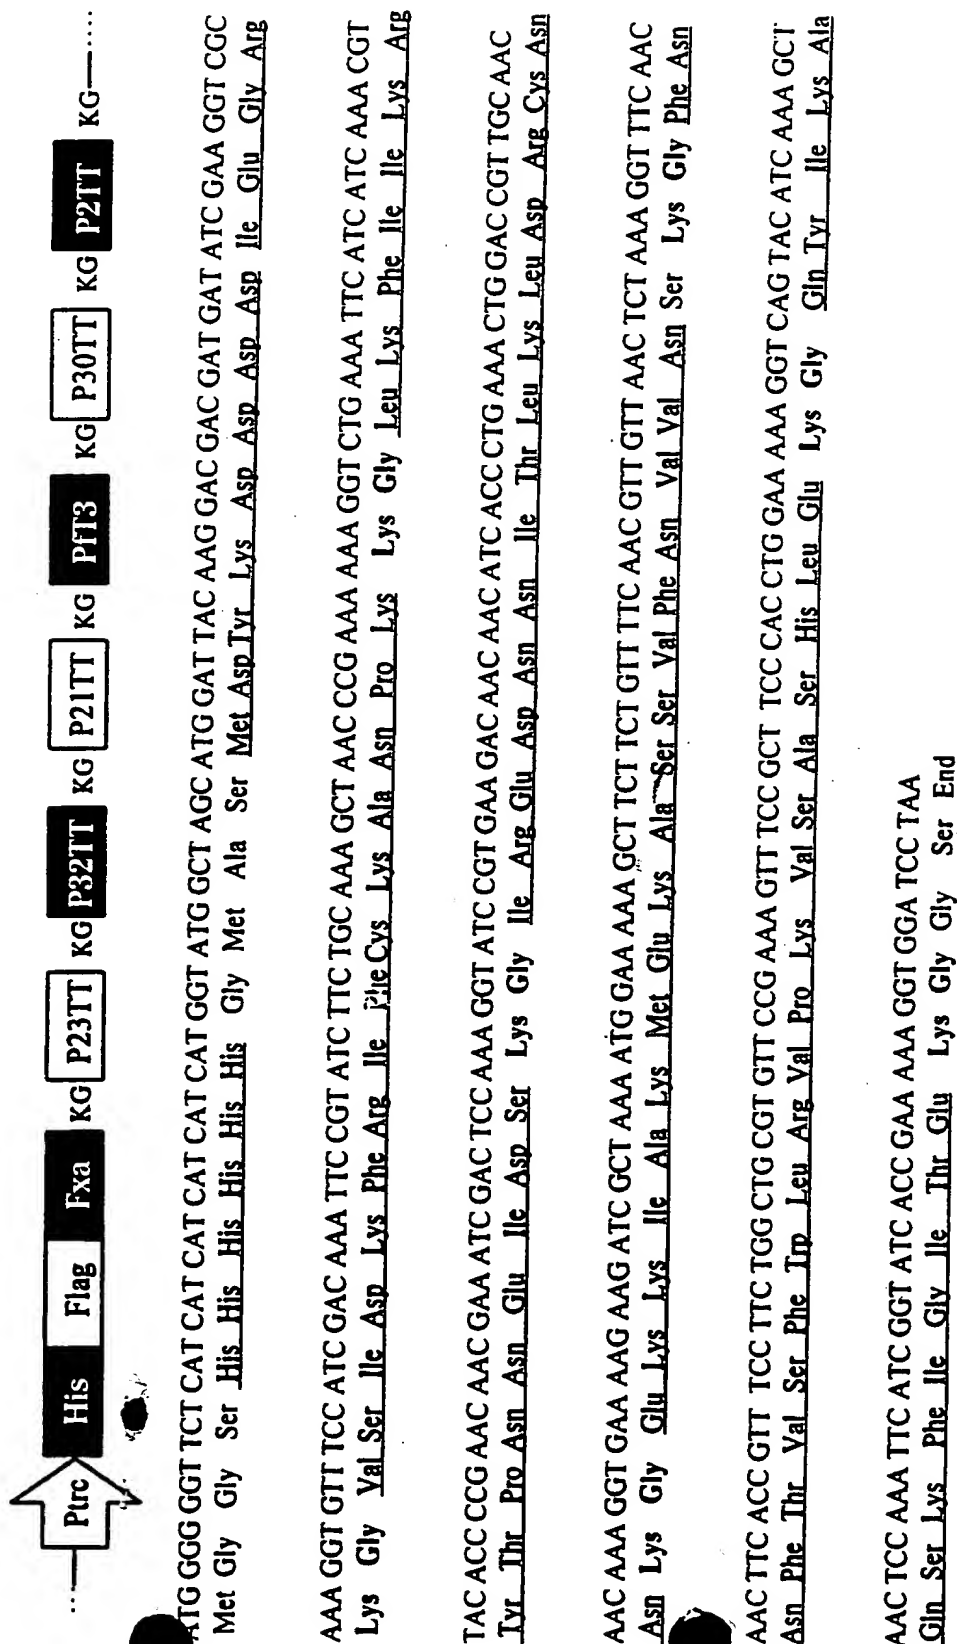 .... Ptrc His Flag Fxa KG P23TT KG P32TT KG P21TT KG PfT3 KG P30TT KG P2TT KG ....
ATG GGG GGT TCT CAT CAT CAT CAT CAT CAT GGT ATG GCT AGC ATG GAT TAC AAG GAC GAC GAT GAT GAT ATC GAA GGT CGC
Met Gly Gly Ser His His His His His His Gly Met Ala Ser Met Asp Tyr Lys Asp Asp Asp Asp Asp Ile Glu Gly Arg
AAA GGT GTT TCC ATC GAC AAA TTC CGT ATC TTC TGC AAA GCT AAC CCG AAA AAA GGT CTG AAA TTC ATC ATC AAA CGT
Lys Gly Val Ser Ile Asp Lys Phe Arg Ile Phe Cys Lys Ala Asn Pro Lys Lys Gly Leu Lys Phe Ile Ile Lys Arg
TAC ACC CCG AAC AAC GAA ATC GAC TCC AAA GGT ATC CGT GAA GAC AAC AAC ATC ACC CTG AAA CTG GAC CGT TGC AAC
Tyr Thr Pro Asn Asn Glu Ile Asp Ser Lys Gly Ile Arg Glu Asp Asn Asn Ile Thr Leu Lys Leu Asp Arg Cys Asn
AAC AAA GGT GAA AAG AAG ATC GCT AAA ATG GAA AAA GCT TCT TCT GTT TTC AAC GTT GTT AAC TCT AAA GGT TTC AAC
Asn Lys Gly Glu Lys Lys Ile Ala Lys Met Glu Lys Ala Ser Ser Val Phe Asn Val Val Asn Ser Lys Gly Phe Asn
AAC TTC ACC GTT TCC TTC TGG CTG CGT GTT CCG AAA GTT TCC GCT TCC CAC CTG GAA AAA GGT CAG TAC ATC AAA GCT
Asn Phe Thr Val Ser Phe Trp Leu Arg Val Pro Lys Val Ser Ala Ser His Leu Glu Lys Gly Gln Tyr Ile Lys Ala
AAC TCC AAA TTC ATC GGT ATC ACC GAA AAA GGT GGA TCC TAA
Gln Ser Lys Phe Ile Gly Ile Thr Glu Lys Gly Gly Ser End